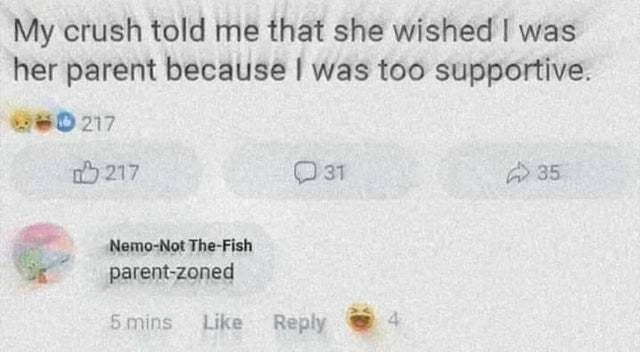 My crush told me that she wished I was
her parent because I was too supportive.
217
217 31 35
Nemo-Not The-Fish
parent-zoned
5 mins Like Reply 4